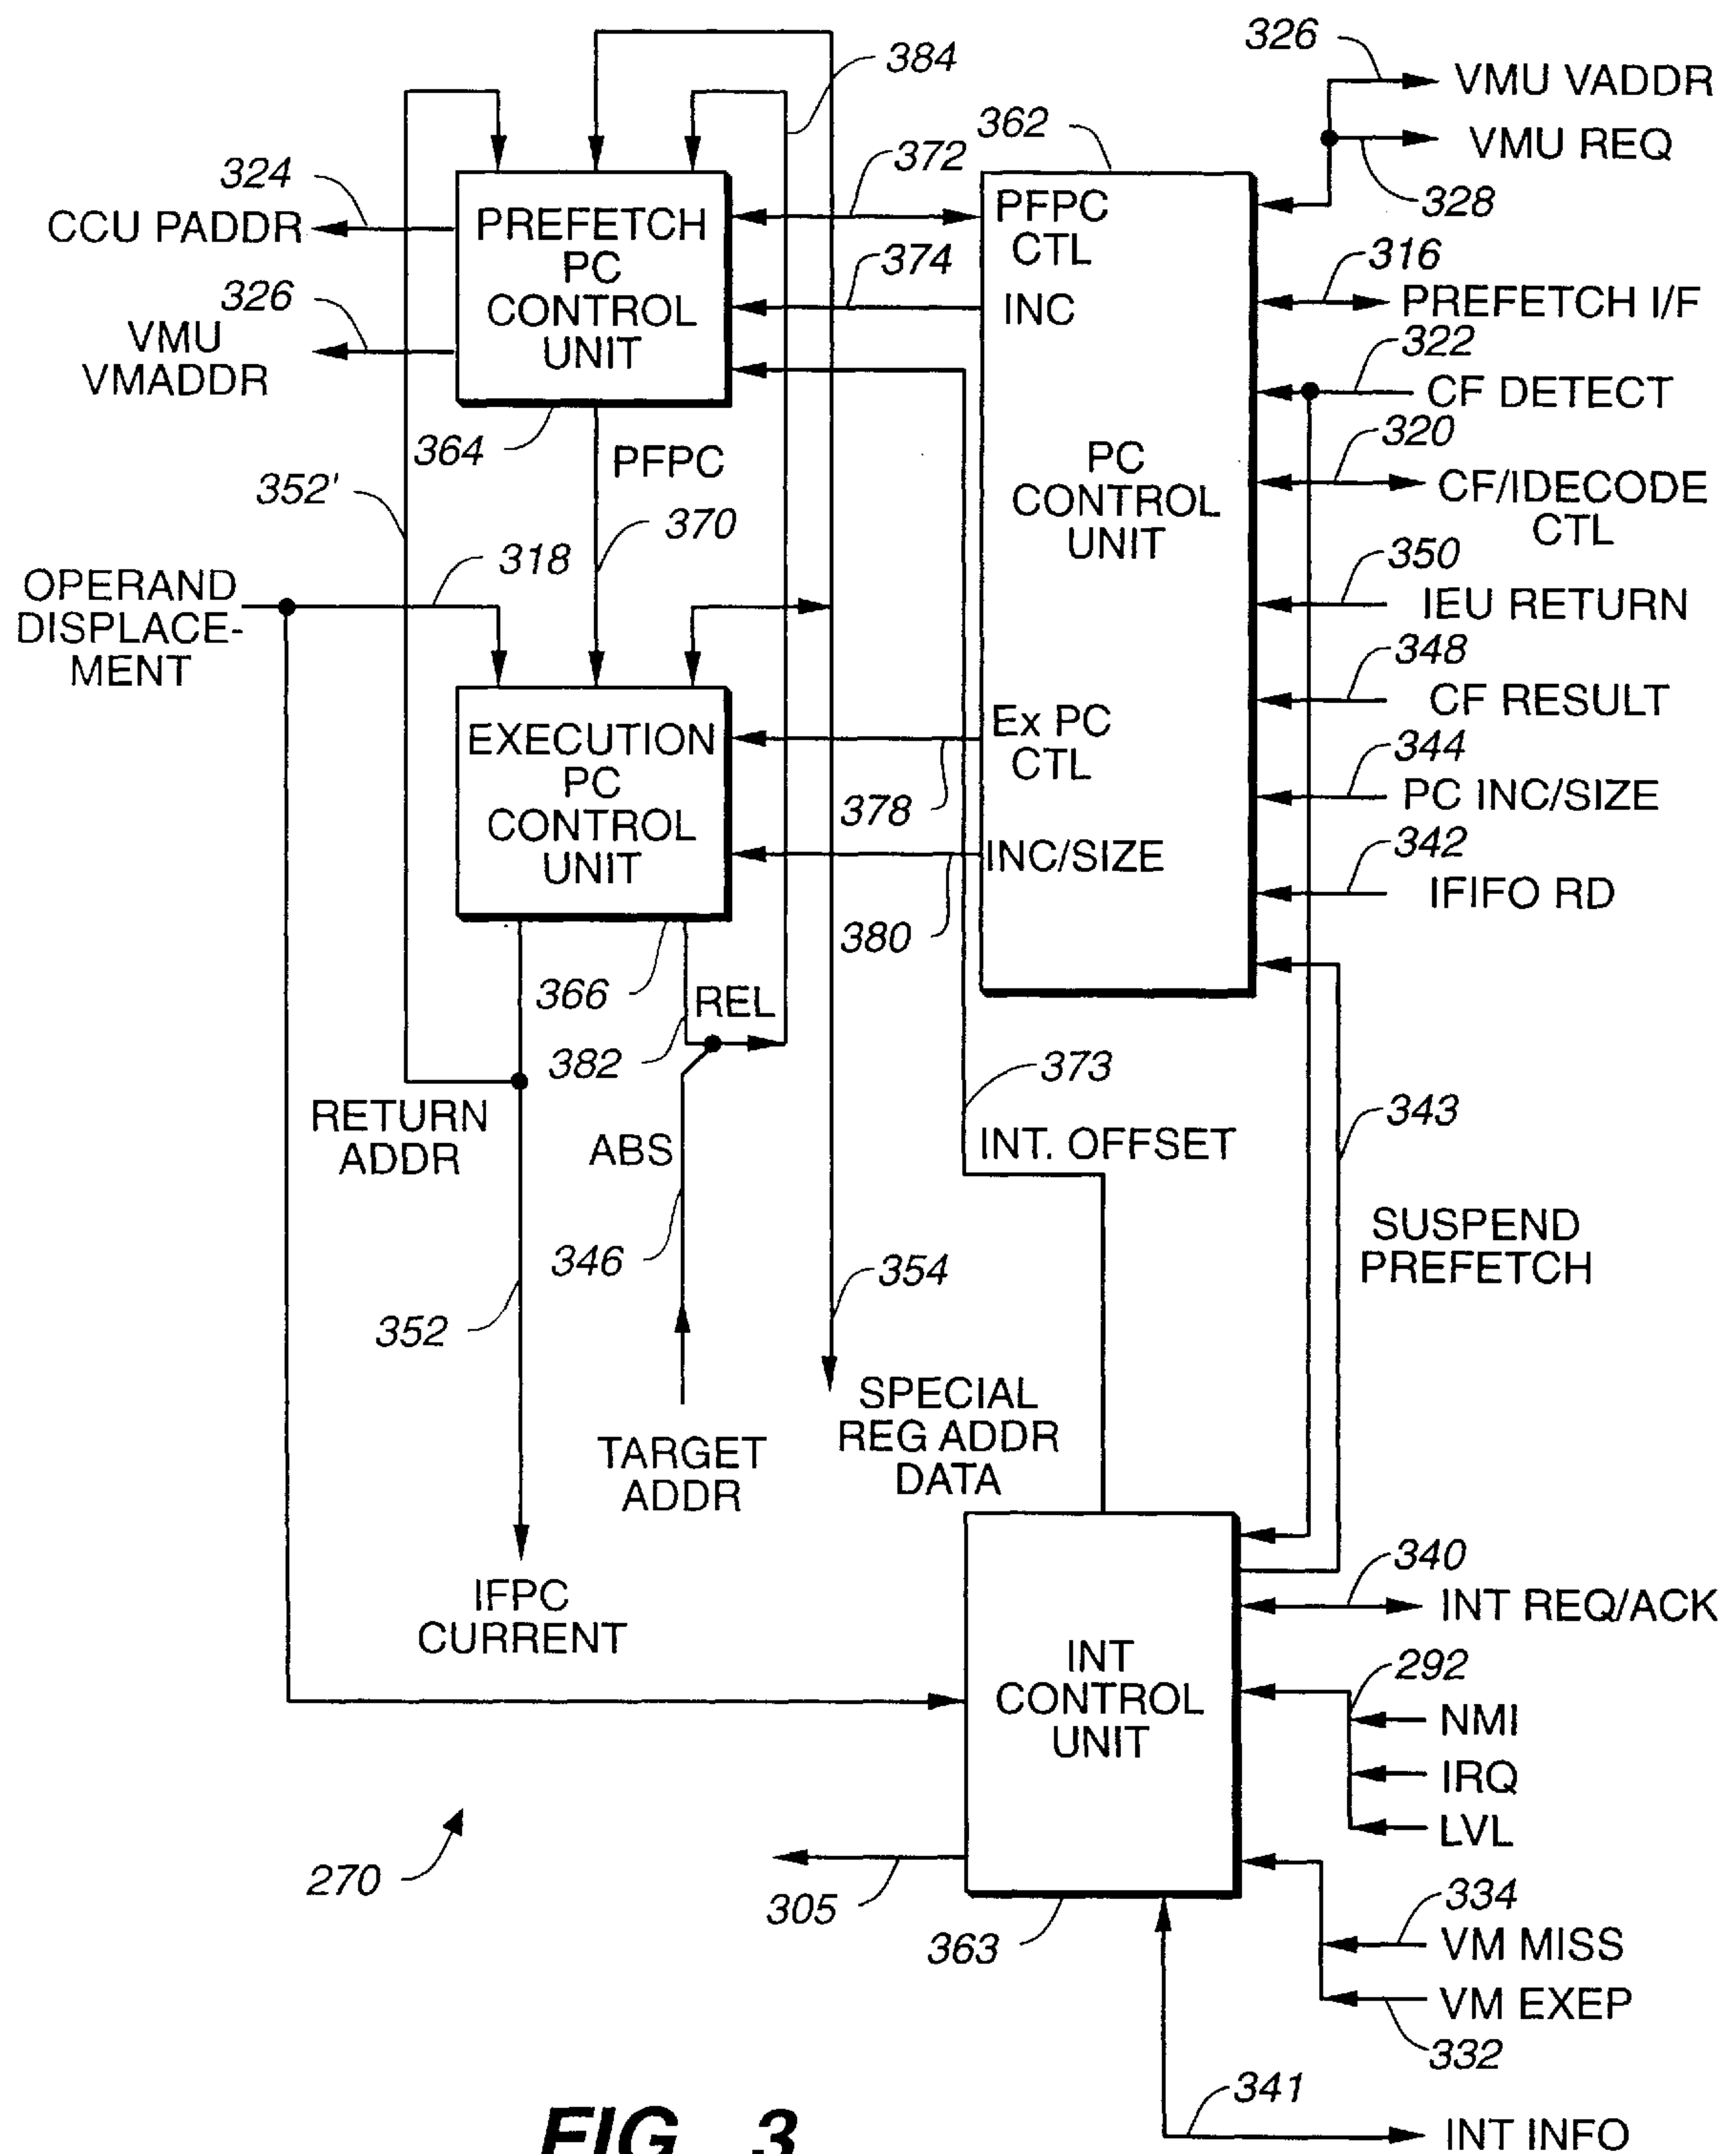 326
VMU VADDR
384
362
VMU REQ
372
324
328
CCU PADDR
PREFETCH
PC
CONTROL
UNIT
PFPC
CTL
374
316
INC
PREFETCH I/F
326
VMU
VMADDR
322
CF DETECT
364
PFPC
320
352'
PC
CONTROL
UNIT
CF/IDECODE
CTL
370
318
350
OPERAND
DISPLACE-
MENT
IEU RETURN
348
CF RESULT
EXECUTION
PC
CONTROL
UNIT
Ex PC
CTL
344
378
PC INC/SIZE
342
INC/SIZE
IFIFO RD
380
366
REL
382
373
343
RETURN
ADDR
ABS
INT. OFFSET
SUSPEND
PREFETCH
346
354
352
SPECIAL
REG ADDR
DATA
TARGET
ADDR
340
IFPC
CURRENT
INT REQ/ACK
INT
CONTROL
UNIT
292
NMI
IRQ
LVL
270
305
334
363
VM MISS
VM EXEP
332
341
INT INFO
FIG. 3